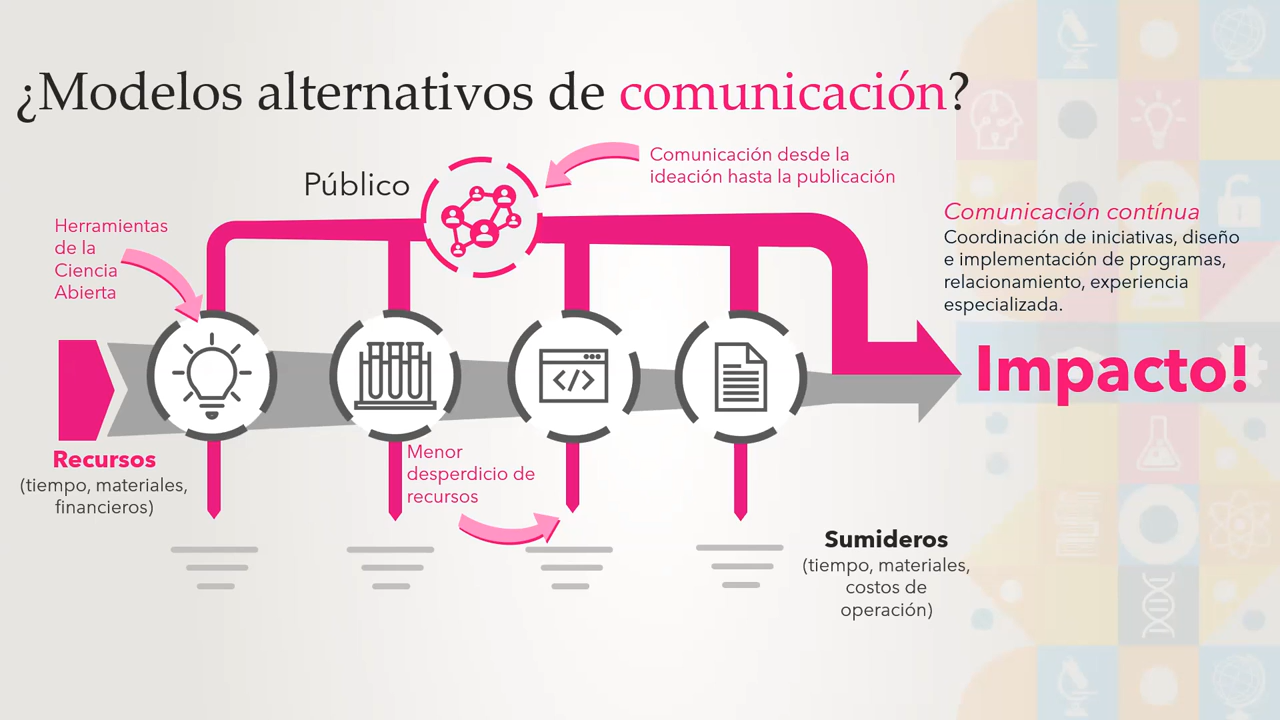 ¿Modelos alternativos de comunicación?
Público
Comunicación desde la
ideación hasta la publicación
Herramientas
de la
Ciencia
Abierta
Comunicación contínua
Coordinación de iniciativas, diseño
e implementación de programas,
relacionamiento, experiencia
especializada.
</>
Impacto!
Recursos
(tiempo, materiales,
financieros)
Menor
desperdicio de
recursos
Sumideros
(tiempo, materiales,
costos de
operación)